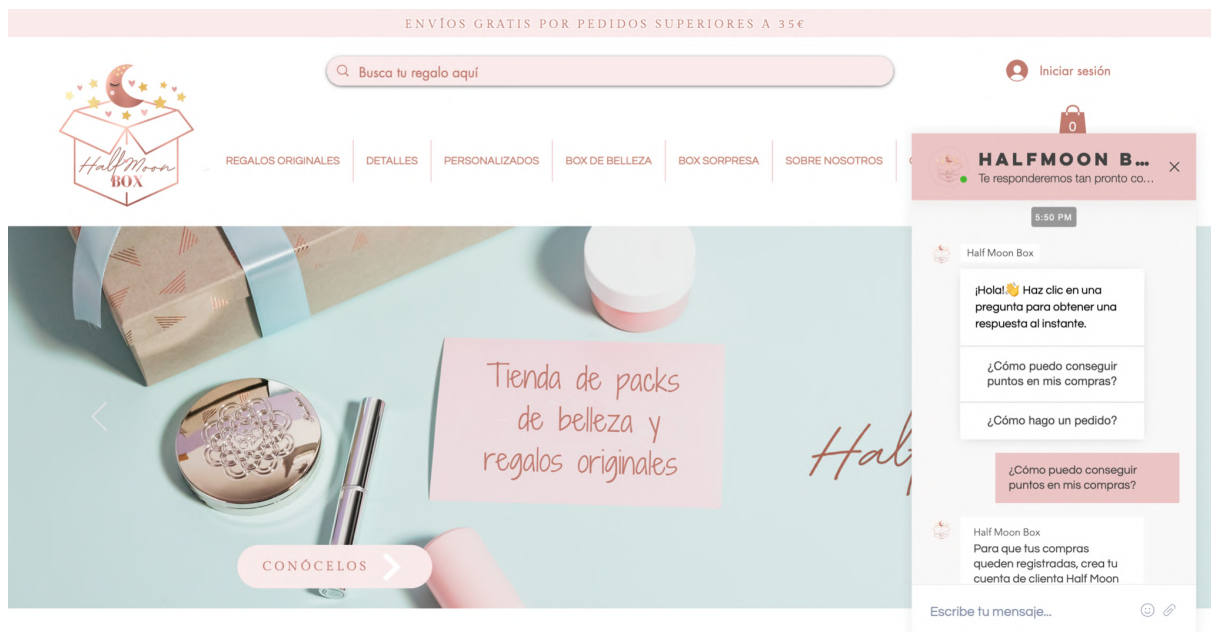 ENVÍOS GRATIS POR PEDIDOS SUPERIORES A 35€
Busca tu regalo aquí
Iniciar sesión
0
HalfMoon
BOX
REGALOS ORIGINALES
DETALLES
PERSONALIZADOS
BOX DE BELLEZA
BOX SORPRESA
SOBRE NOSOTROS
HALFMOON B...
Te responderemos tan pronto co...
5:50 PM
Half Moon Box
¡Hola!👋 Haz clic en una
pregunta para obtener una
respuesta al instante.
¿Cómo puedo conseguir
puntos en mis compras?
¿Cómo hago un pedido?
¿Cómo puedo conseguir
puntos en mis compras?
Half Moon Box
Para que tus compras
queden registradas, crea tu
cuenta de clienta Half Moon
Escribe tu mensaje...
Tienda de packs
de belleza y
regalos originales
Hal
CONÓCELOS